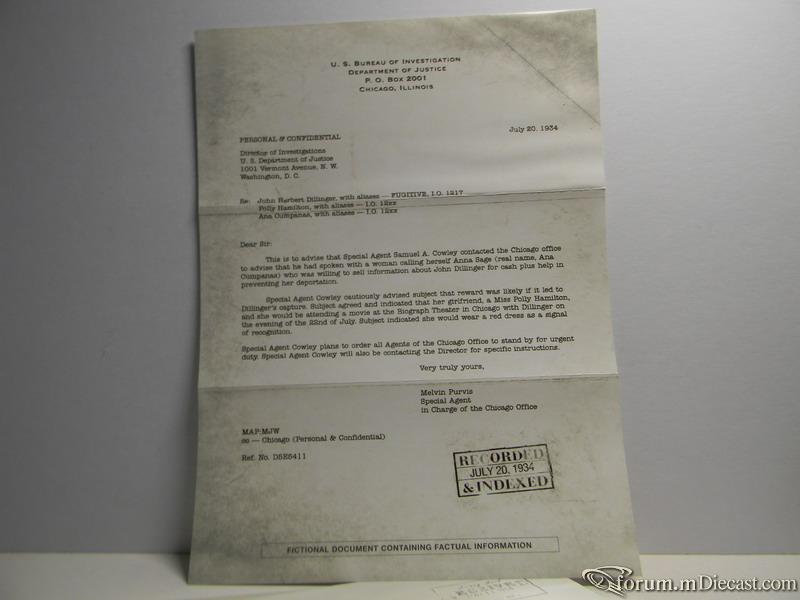 U. S. BUREAU OF INVESTIGATION
DEPARTMENT OF JUSTICE
P. O. BOX 2001
CHICAGO, ILLINOIS
July 20, 1934
PERSONAL & CONFIDENTIAL
Director of Investigations
U. S. Department of Justice
1001 Vermont Avenue, N. W.
Washington, D. C.
Re: John Herbert Dillinger, with aliases — FUGITIVE, I.O. 1217
Polly Hamilton, with aliases — I.O. 12xx
Ana Cumpanas, with aliases — I.O. 12xx
Dear Sir:
This is to advise that Special Agent Samuel A. Cowley contacted the Chicago office
to advise that he had spoken with a woman calling herself Anna Sage (real name, Ana
Cumpanas) who was willing to sell information about John Dillinger for cash plus help in
preventing her deportation.
Special Agent Cowley cautiously advised subject that reward was likely if it led to
Dillinger's capture. Subject agreed and indicated that her girlfriend, a Miss Polly Hamilton,
and she would be attending a movie at the Biograph Theater in Chicago with Dillinger on
the evening of the 22nd of July. Subject indicated she would wear a red dress as a signal
of recognition.
Special Agent Cowley plans to order all Agents of the Chicago Office to stand by for urgent
duty. Special Agent Cowley will also be contacting the Director for specific instructions.
Very truly yours,
Melvin Purvis
Special Agent
in Charge of the Chicago Office
MAP:MJW
cc — Chicago (Personal & Confidential)
Ref. No. D5E5411
RECORDED
JULY 20, 1934
& INDEXED
FICTIONAL DOCUMENT CONTAINING FACTUAL INFORMATION
forum.mDiecast.com